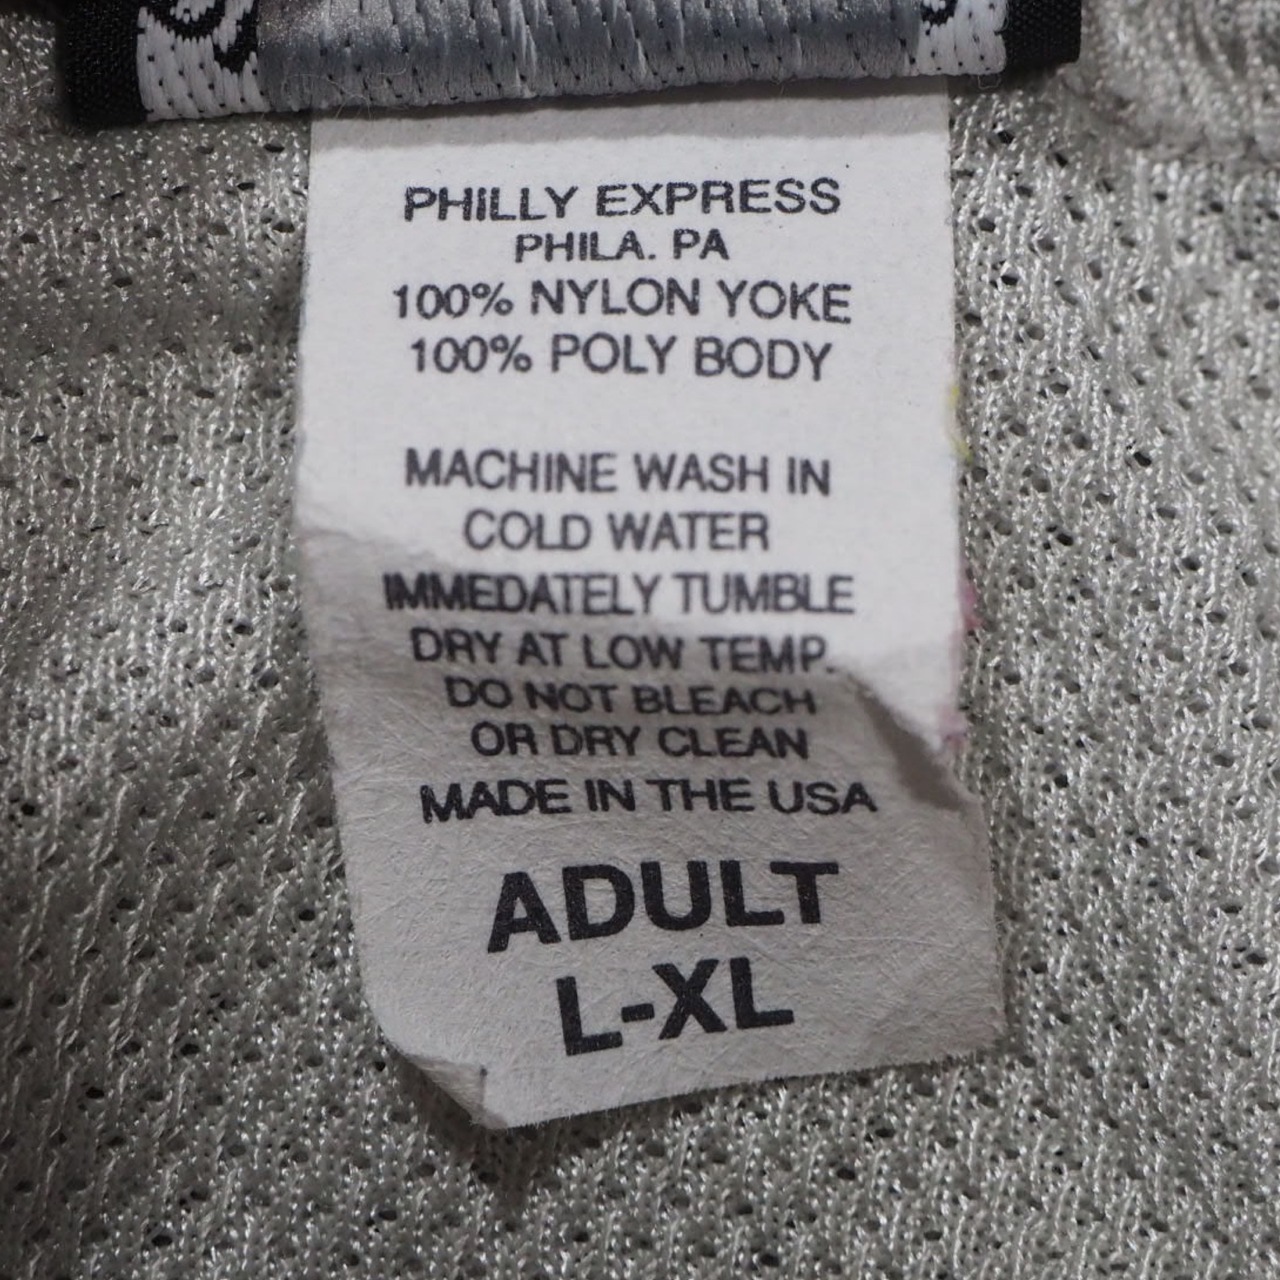 PHILLY EXPRESS
PHILA. PA
100% NYLON YOKE
100% POLY BODY
MACHINE WASH IN
COLD WATER
IMMEDIATELY TUMBLE
DRY AT LOW TEMP.
DO NOT BLEACH
OR DRY CLEAN
MADE IN THE USA
ADULT
L-XL